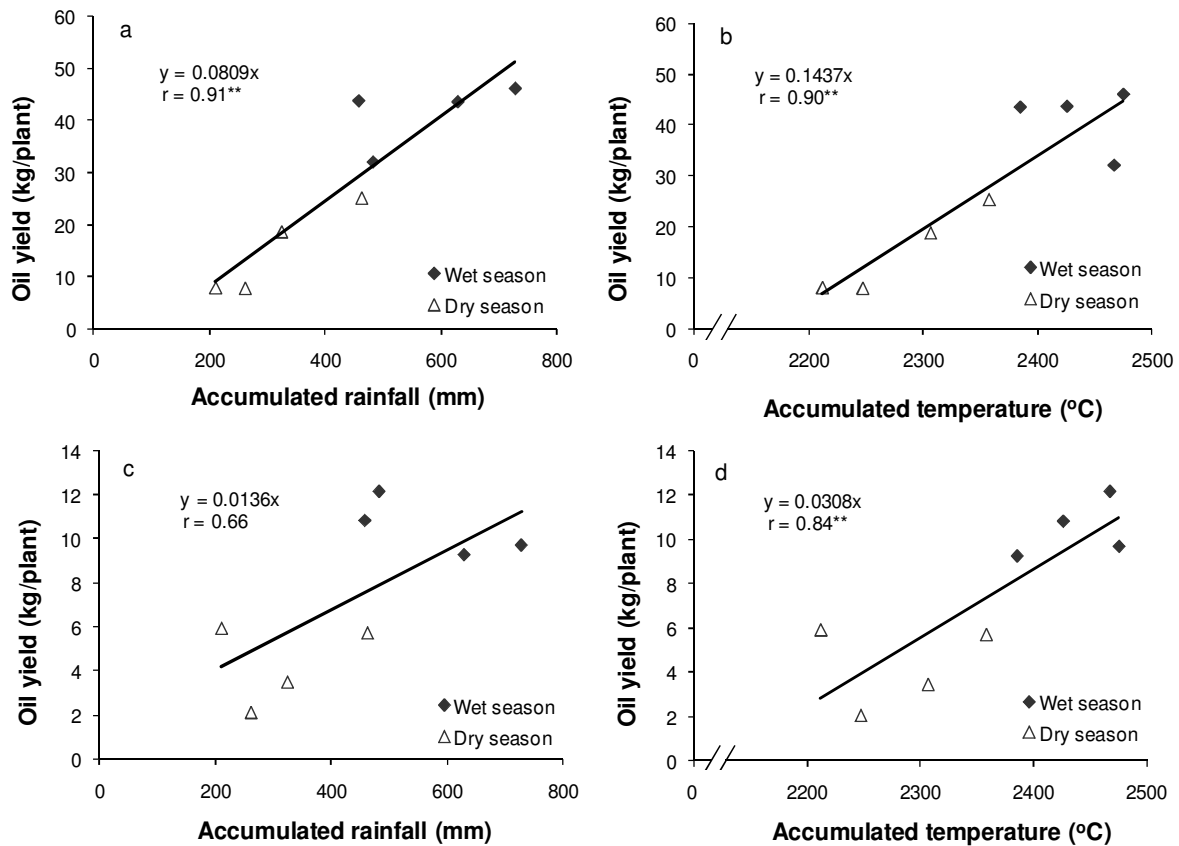 a
y = 0.0809x
r = 0.91**
60
50
40
30
20
10
0
Oil yield (kg/plant)
Wet season
Dry season
0 200 400 600 800
Accumulated rainfall (mm)
b
y = 0.1437x
r = 0.90**
60
50
40
30
20
10
0
Oil yield (kg/plant)
Wet season
Dry season
0 2200 2300 2400 2500
Accumulated temperature (ºC)
c
y = 0.0136x
r = 0.66
14
12
10
8
6
4
2
0
Oil yield (kg/plant)
Wet season
Dry season
0 200 400 600 800
Accumulated rainfall (mm)
d
y = 0.0308x
r = 0.84**
14
12
10
8
6
4
2
0
Oil yield (kg/plant)
Wet season
Dry season
0 2200 2300 2400 2500
Accumulated temperature (ºC)